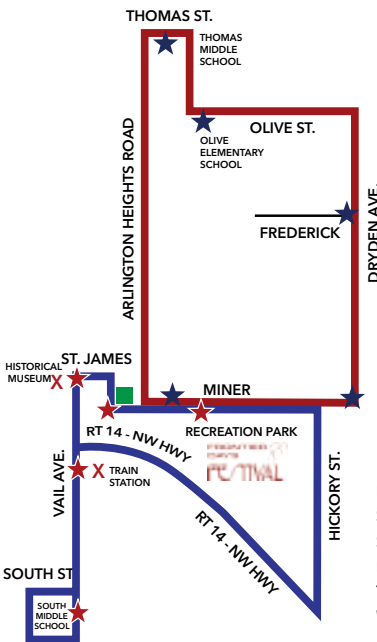 THOMAS ST.
THOMAS
MIDDLE
SCHOOL
ARLINGTON HEIGHTS ROAD
OLIVE ST.
OLIVE
ELEMENTARY
SCHOOL
DRYDEN AVE.
FREDERICK
ST. JAMES
HISTORICAL
MUSEUM
X
MINER
RECREATION PARK
RT 14 - NW HWY
FRONTIER
DAYS
FESTIVAL
VAIL AVE.
X TRAIN
STATION
HICKORY ST.
RT 14 - NW HWY
SOUTH ST
SOUTH
MIDDLE
SCHOOL